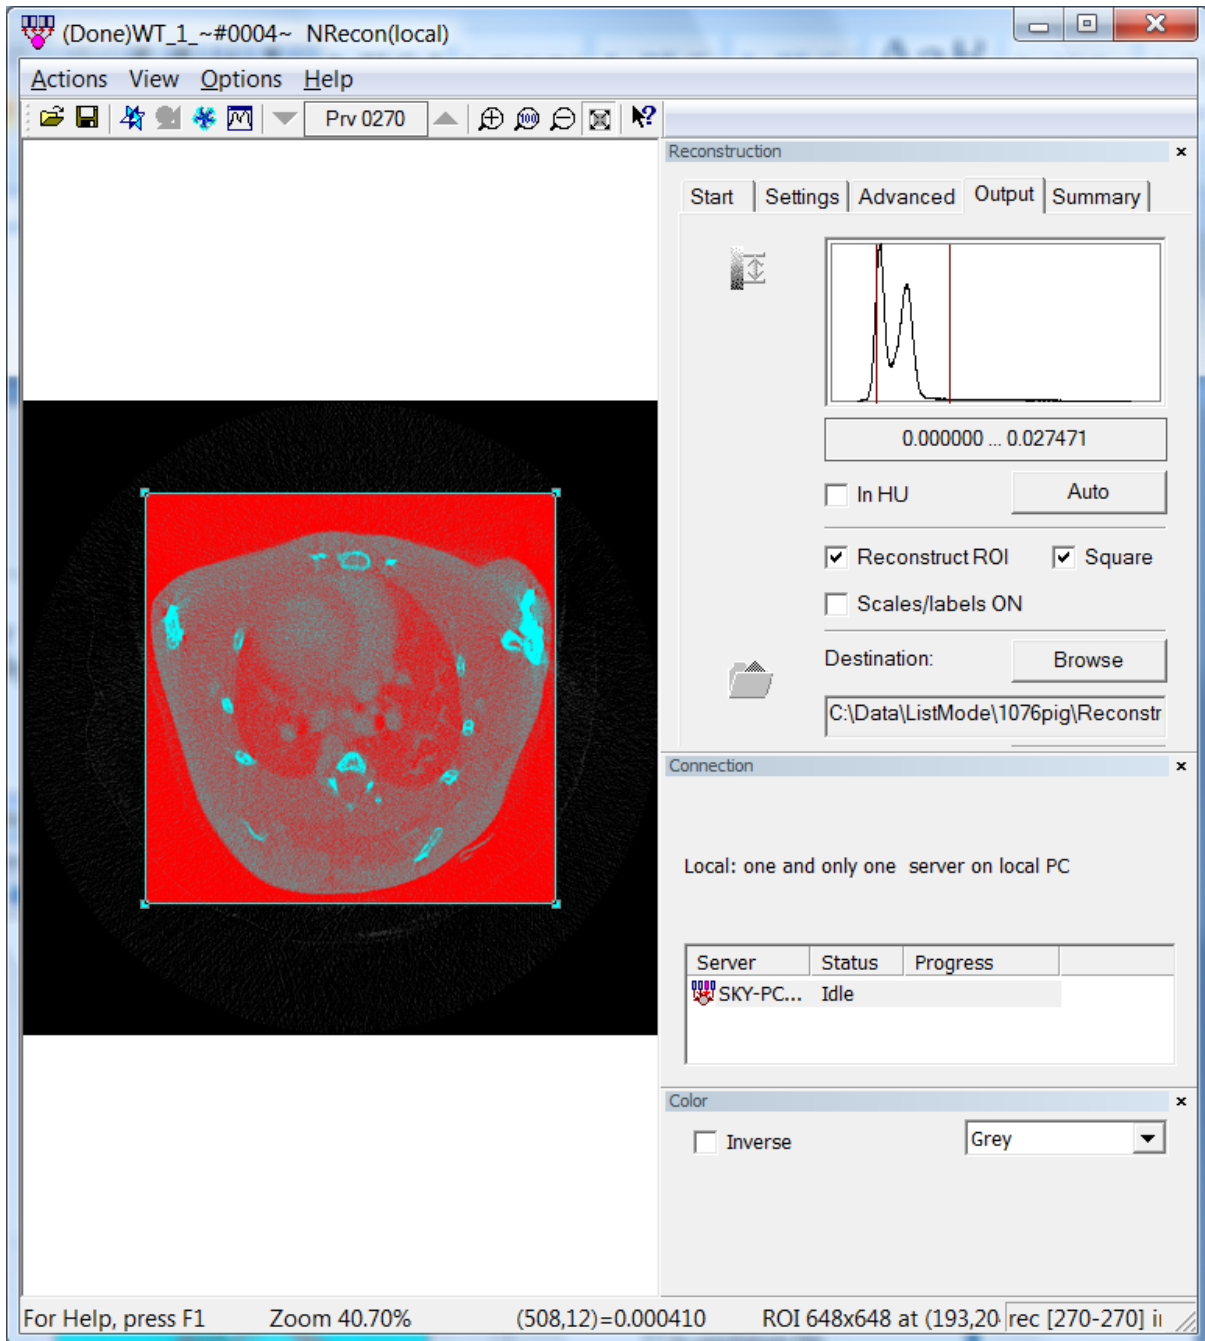 (Done)WT_1_~#0004~ NRecon(local)
Actions View Options Help
Prv 0270
Reconstruction
Start Settings Advanced Output Summary
0.000000 ... 0.027471
In HU Auto
Reconstruct ROI Square
Scales/labels ON
Destination: Browse
C:\Data\ListMode\1076pig\Reconstr
Connection
Local: one and only one server on local PC
Server Status Progress
SKY-PC... Idle
Color
Inverse Grey
For Help, press F1 Zoom 40.70% (508,12)=0.000410 ROI 648x648 at (193,20 rec [270-270] i